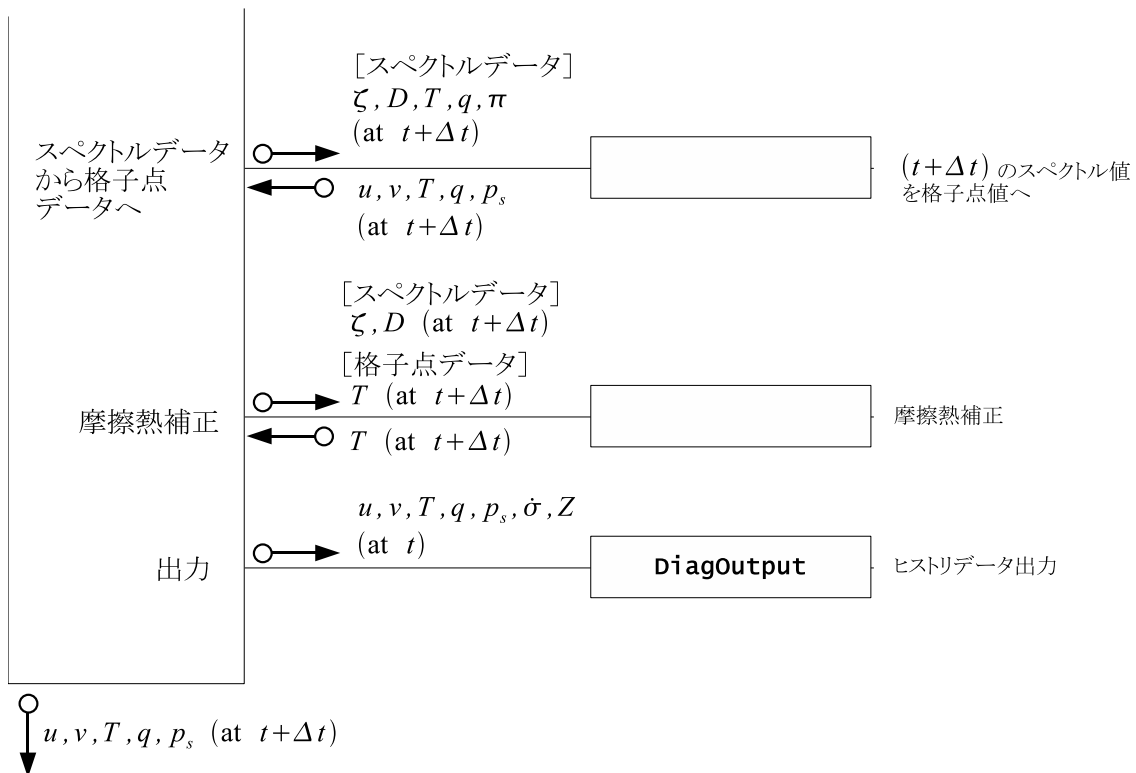 [スペクトルデータ]
ζ, D, T, q, π
(at t+Δt)
スペクトルデータ
から格子点
データへ
u, v, T, q, pₛ
(at t+Δt)
(t+Δt) のスペクトル値
を格子点値へ
[スペクトルデータ]
ζ, D (at t+Δt)
[格子点データ]
T (at t+Δt)
摩擦熱補正
T (at t+Δt)
摩擦熱補正
u, v, T, q, pₛ, σ̇, Z
(at t)
出力
DiagOutput
ヒストリデータ出力
u, v, T, q, pₛ (at t+Δt)